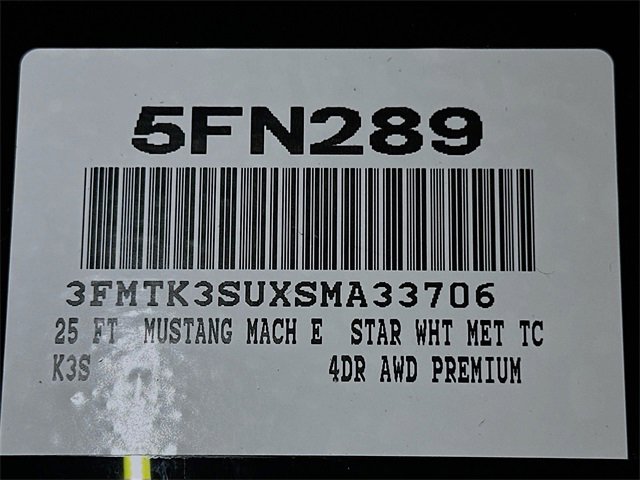 5FN289
3FMTK3SUXSMA33706
25 FT MUSTANG MACH E STAR WHT MET TC
K3S 4DR AWD PREMIUM